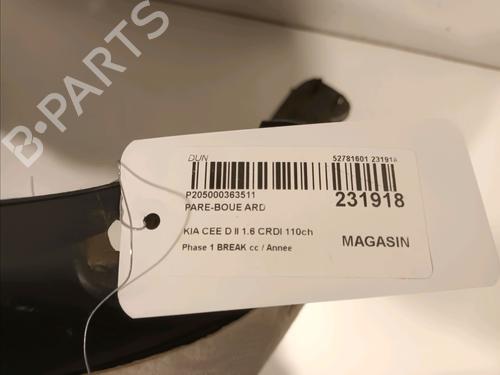 B-PARTS
DUN 52781601 231918
P205000363511
PARE-BOUE ARD 231918
KIA CEE D II 1.6 CRDI 110ch
MAGASIN
Phase 1 BREAK cc / Année